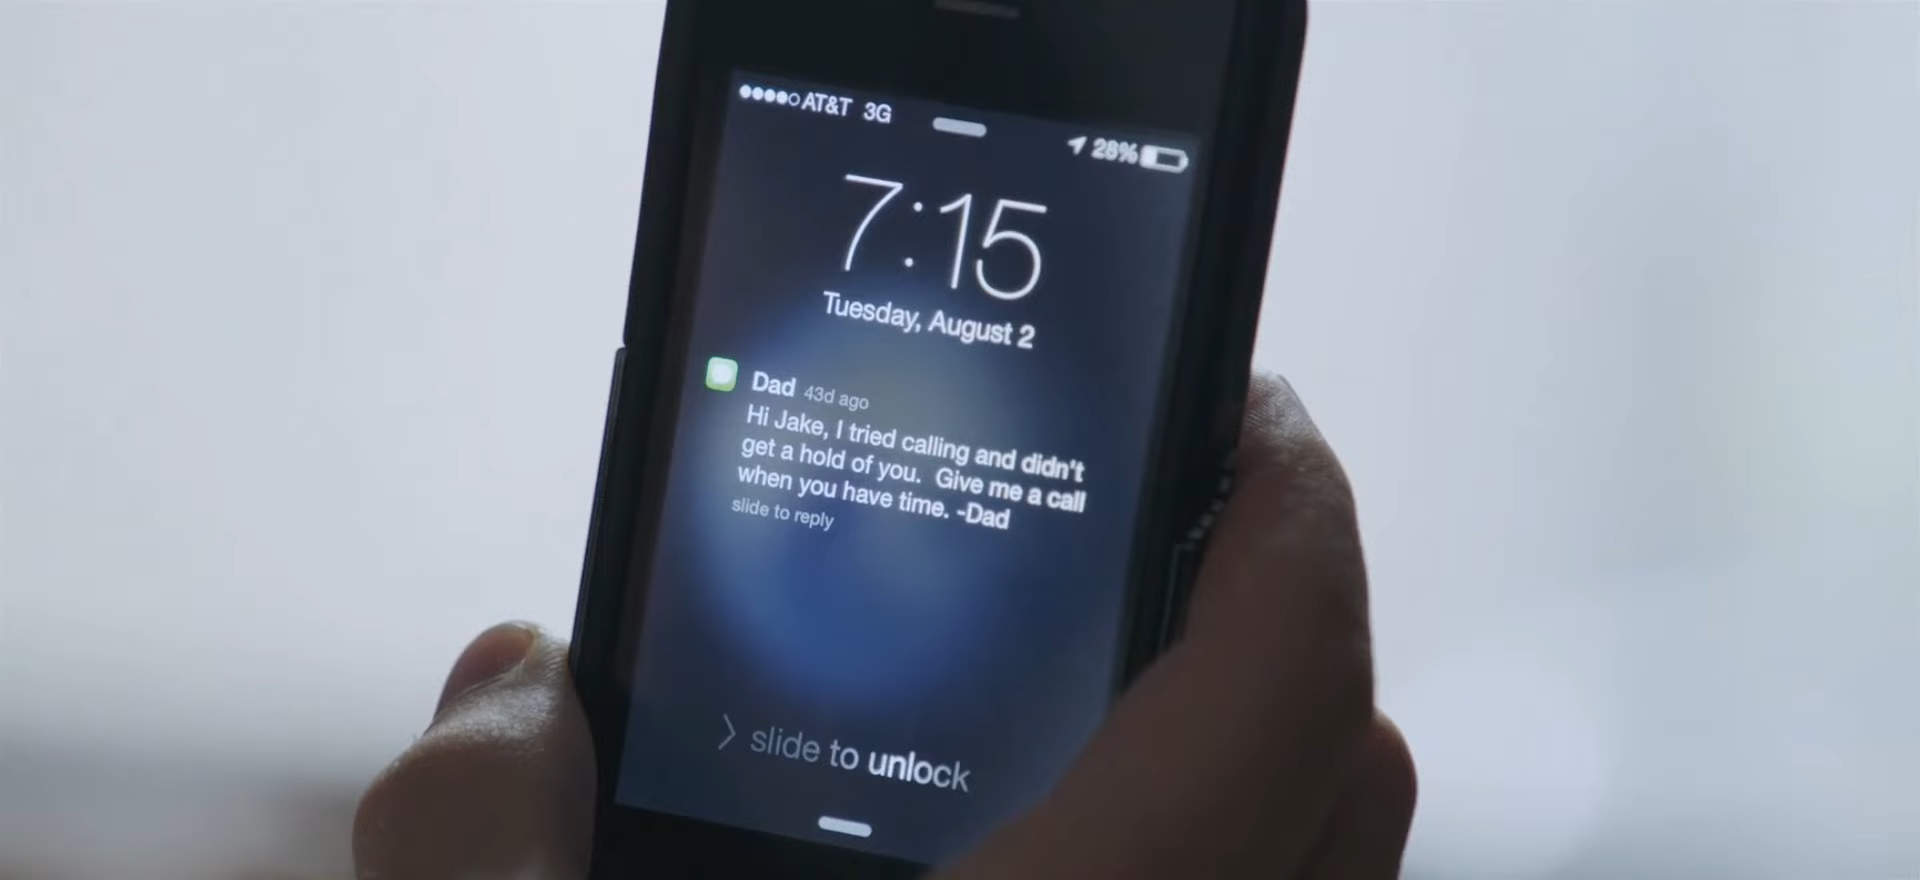 AT&T 3G
28%
7:15
Tuesday, August 2
Dad 43d ago
Hi Jake, I tried calling and didn't
get a hold of you.  Give me a call
when you have time. -Dad
slide to reply
> slide to unlock